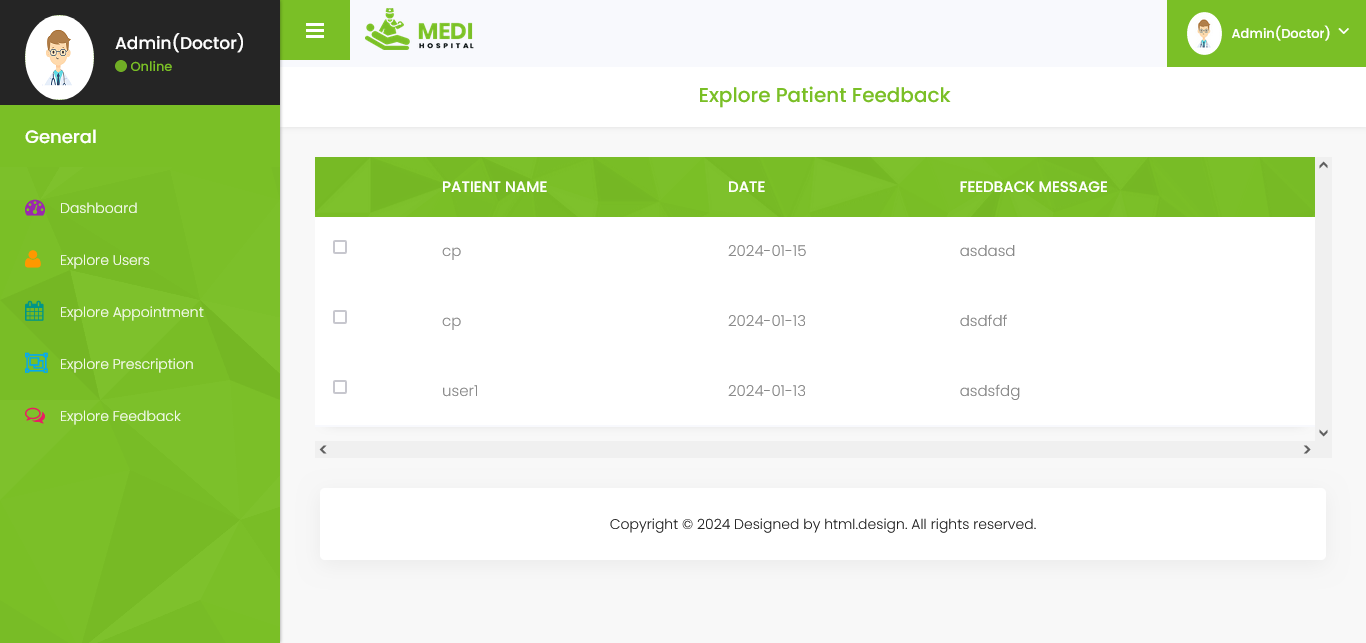 Admin(Doctor)
Online
MEDI
HOSPITAL
Admin(Doctor)
Explore Patient Feedback
General
Dashboard
Explore Users
Explore Appointment
Explore Prescription
Explore Feedback
PATIENT NAME DATE FEEDBACK MESSAGE
cp 2024-01-15 asdasd
cp 2024-01-13 dsdfdf
user1 2024-01-13 asdsfdg
Copyright © 2024 Designed by html.design. All rights reserved.